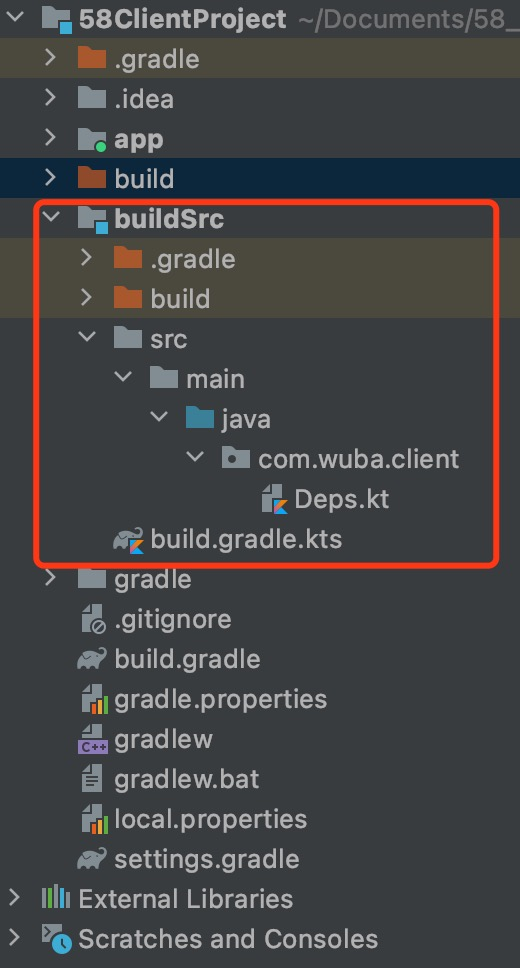 58ClientProject ~/Documents/58_
.gradle
.idea
app
build
buildSrc
.gradle
build
src
main
java
com.wuba.client
Deps.kt
build.gradle.kts
gradle
.gitignore
build.gradle
gradle.properties
C++ gradlew
gradlew.bat
local.properties
settings.gradle
External Libraries
Scratches and Consoles